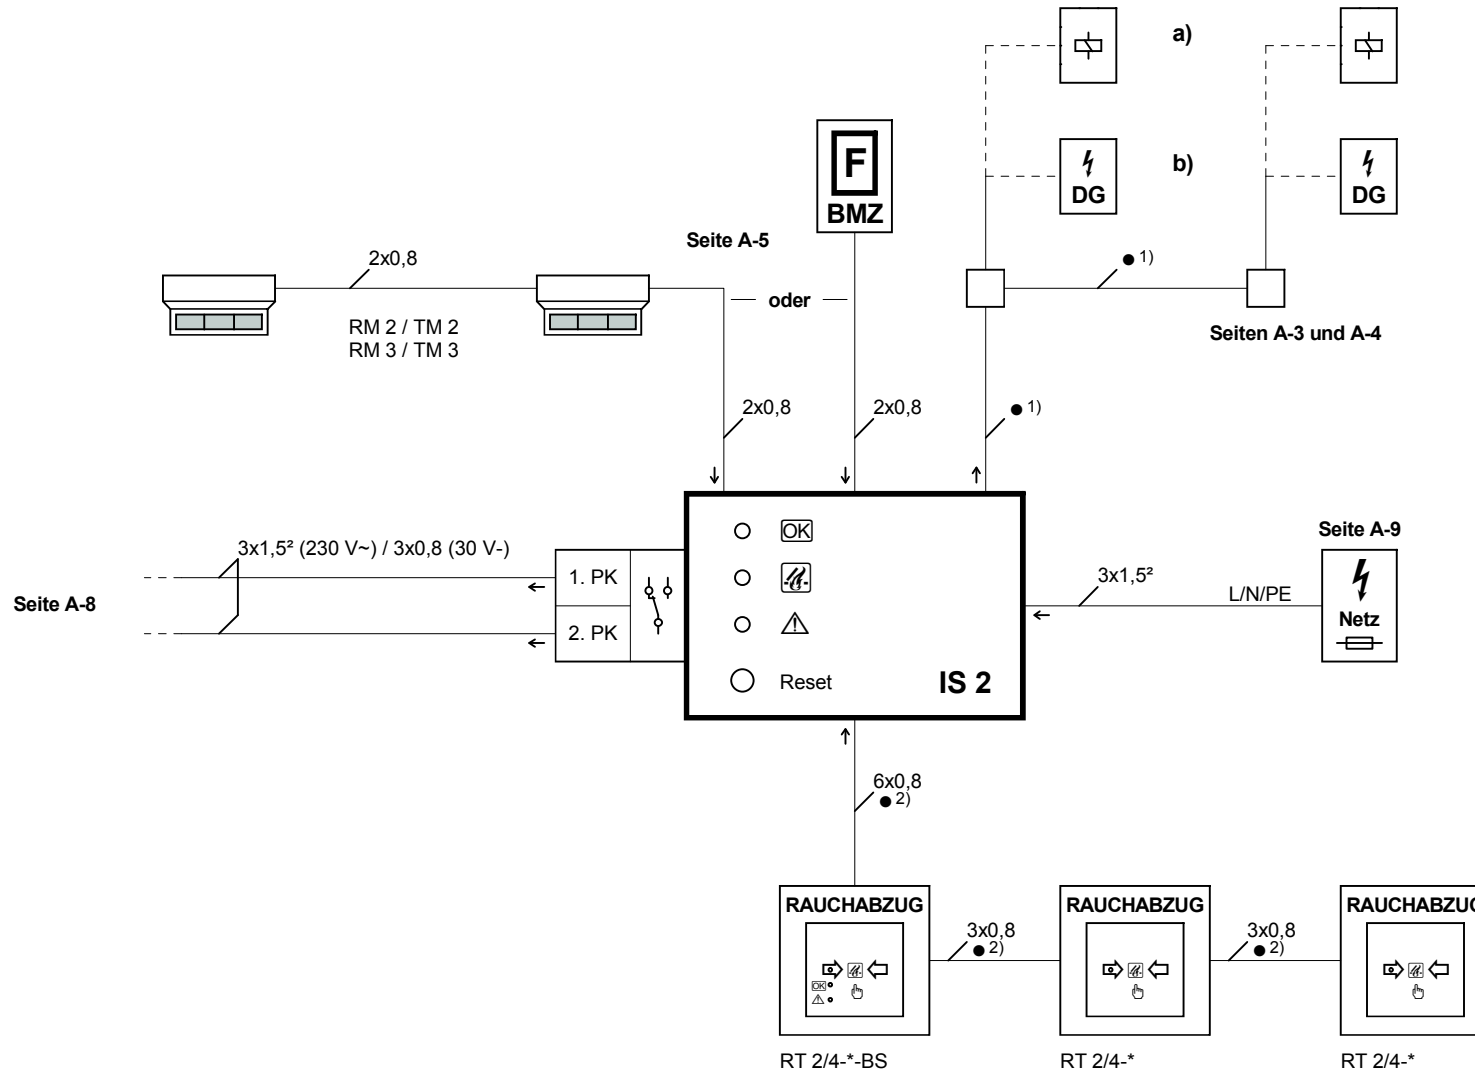 a)
F
BMZ
b)
DG
DG
Seite A-5
2x0,8
1)
oder
RM 2 / TM 2
RM 3 / TM 3
Seiten A-3 und A-4
2x0,8
2x0,8
1)
OK
Seite A-9
3x1,5² (230 V~) / 3x0,8 (30 V-)
1. PK
3x1,5²
L/N/PE
Seite A-8
Netz
2. PK
Reset
IS 2
6x0,8
2)
RAUCHABZUG
RAUCHABZUG
RAUCHABZUG
3x0,8
2)
3x0,8
2)
OK
RT 2/4-*-BS
RT 2/4-*
RT 2/4-*